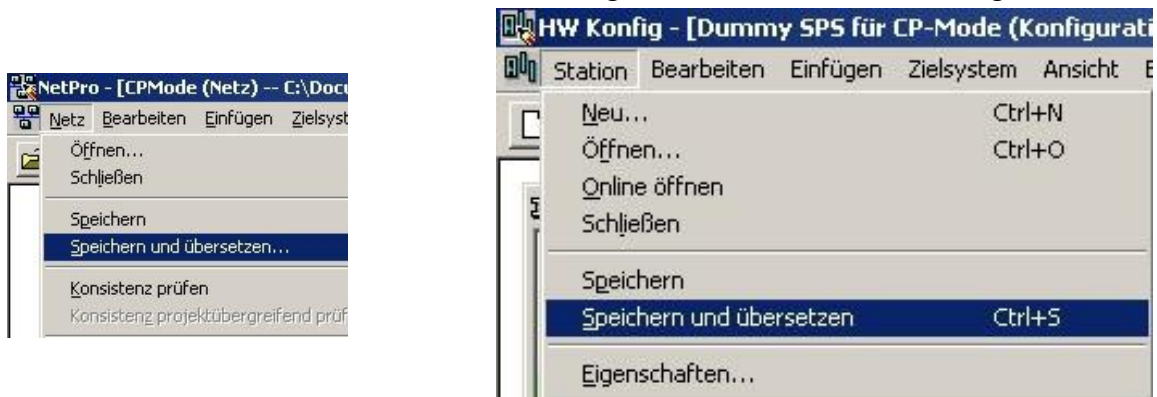 NetPro - [CPMode (Netz) -- C:\Docu
Netz Bearbeiten Einfügen Zielsyst
Öffnen...
Schließen
Speichern
Speichern und übersetzen...
Konsistenz prüfen
Konsistenz projektübergreifend prüf
HW Konfig - [Dummy SPS für CP-Mode (Konfigurati
Station Bearbeiten Einfügen Zielsystem Ansicht E
Neu... Ctrl+N
Öffnen... Ctrl+O
Online öffnen
Schließen
Speichern
Speichern und übersetzen Ctrl+S
Eigenschaften...